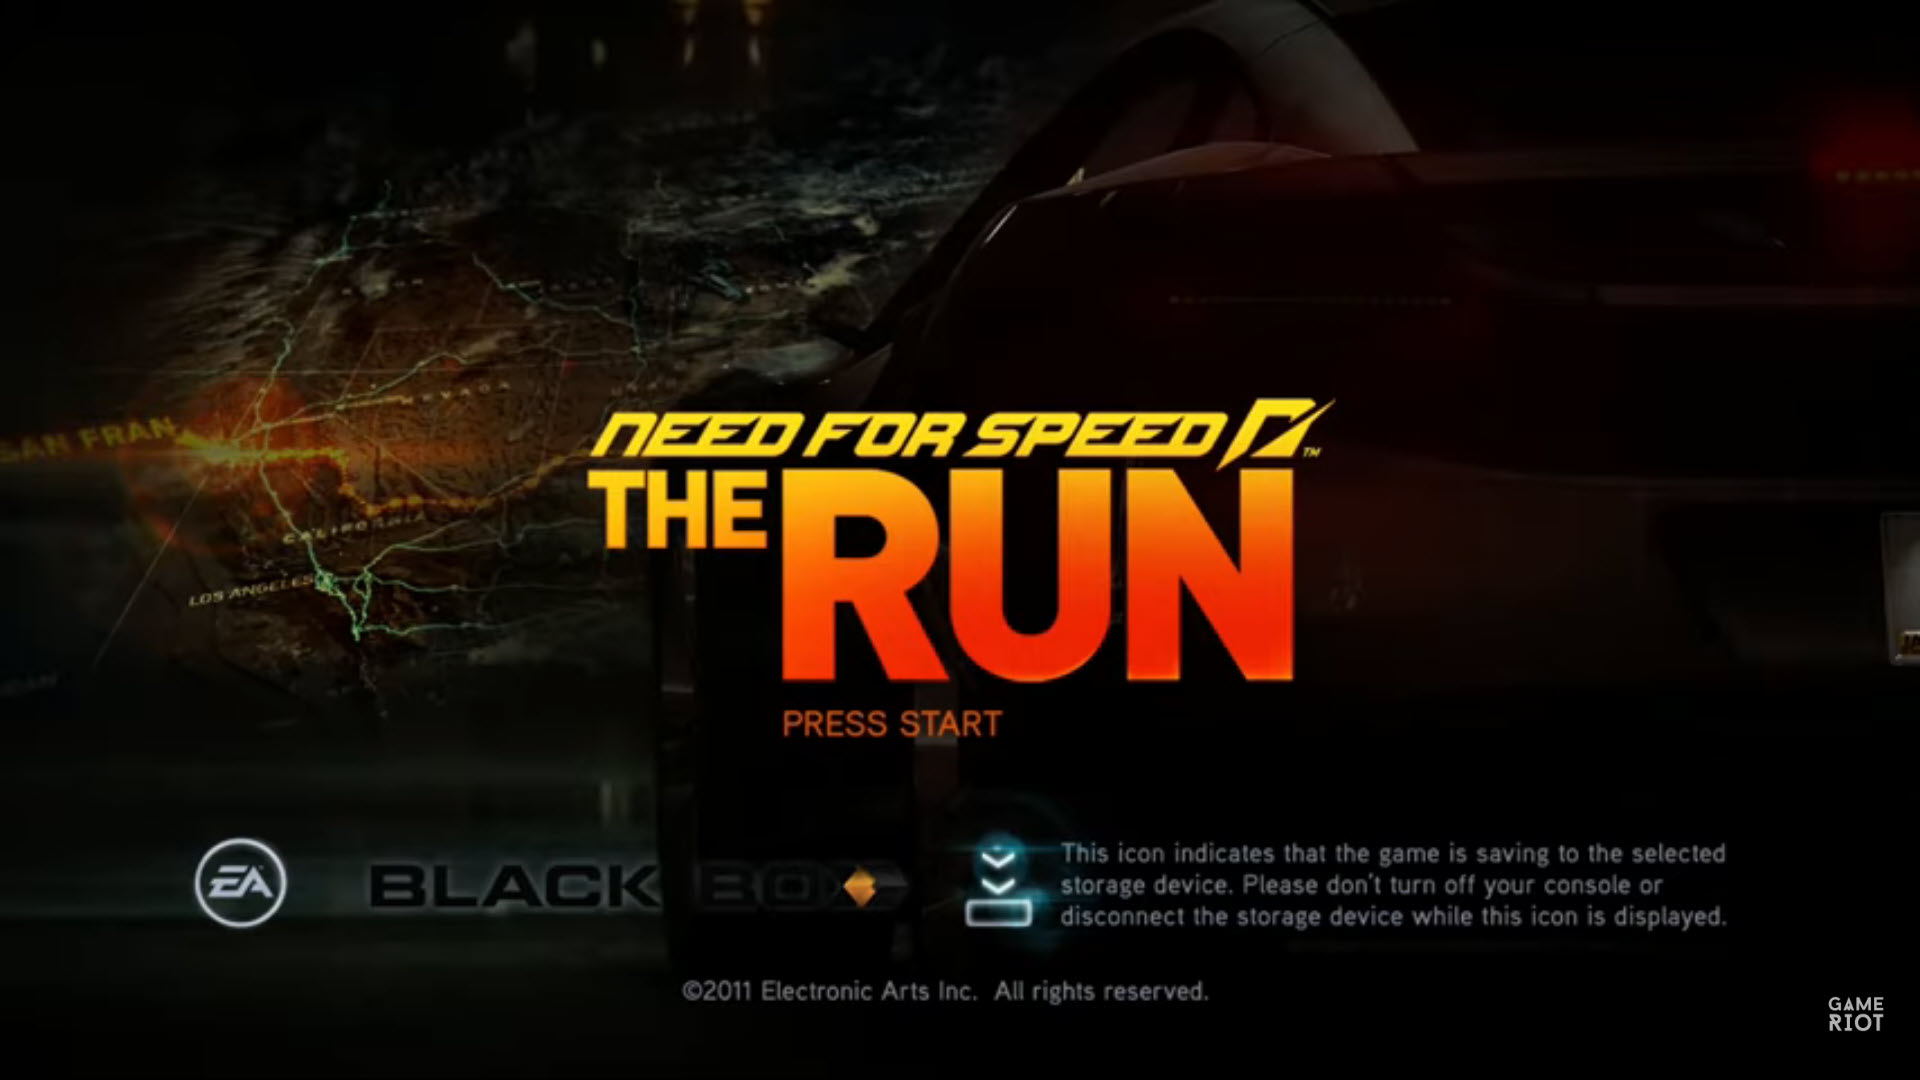 NEED FOR SPEED ™
THE RUN
PRESS START
SAN FRAN
NEVADA
CALIFORNIA
LOS ANGELES
EA
BLACK BOX
This icon indicates that the game is saving to the selected
storage device. Please don't turn off your console or
disconnect the storage device while this icon is displayed.
©2011 Electronic Arts Inc. All rights reserved.
GAME
RIOT